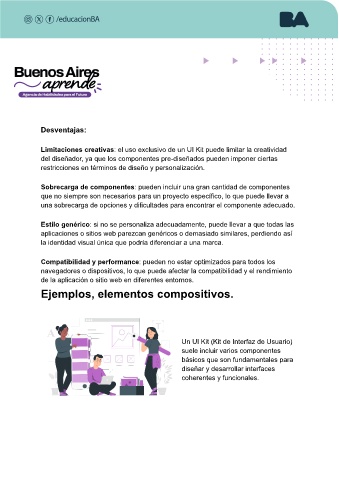 /educacionBA
BA
Buenos Aires
aprende
Agencia de Habilidades para el Futuro
Desventajas:
Limitaciones creativas: el uso exclusivo de un UI Kit puede limitar la creatividad
del diseñador, ya que los componentes pre-diseñados pueden imponer ciertas
restricciones en términos de diseño y personalización.
Sobrecarga de componentes: pueden incluir una gran cantidad de componentes
que no siempre son necesarios para un proyecto específico, lo que puede llevar a
una sobrecarga de opciones y dificultades para encontrar el componente adecuado.
Estilo genérico: si no se personaliza adecuadamente, puede llevar a que todas las
aplicaciones o sitios web parezcan genéricos o demasiado similares, perdiendo así
la identidad visual única que podría diferenciar a una marca.
Compatibilidad y performance: pueden no estar optimizados para todos los
navegadores o dispositivos, lo que puede afectar la compatibilidad y el rendimiento
de la aplicación o sitio web en diferentes entornos.
Ejemplos, elementos compositivos.
Un UI Kit (Kit de Interfaz de Usuario)
suele incluir varios componentes
básicos que son fundamentales para
diseñar y desarrollar interfaces
coherentes y funcionales.